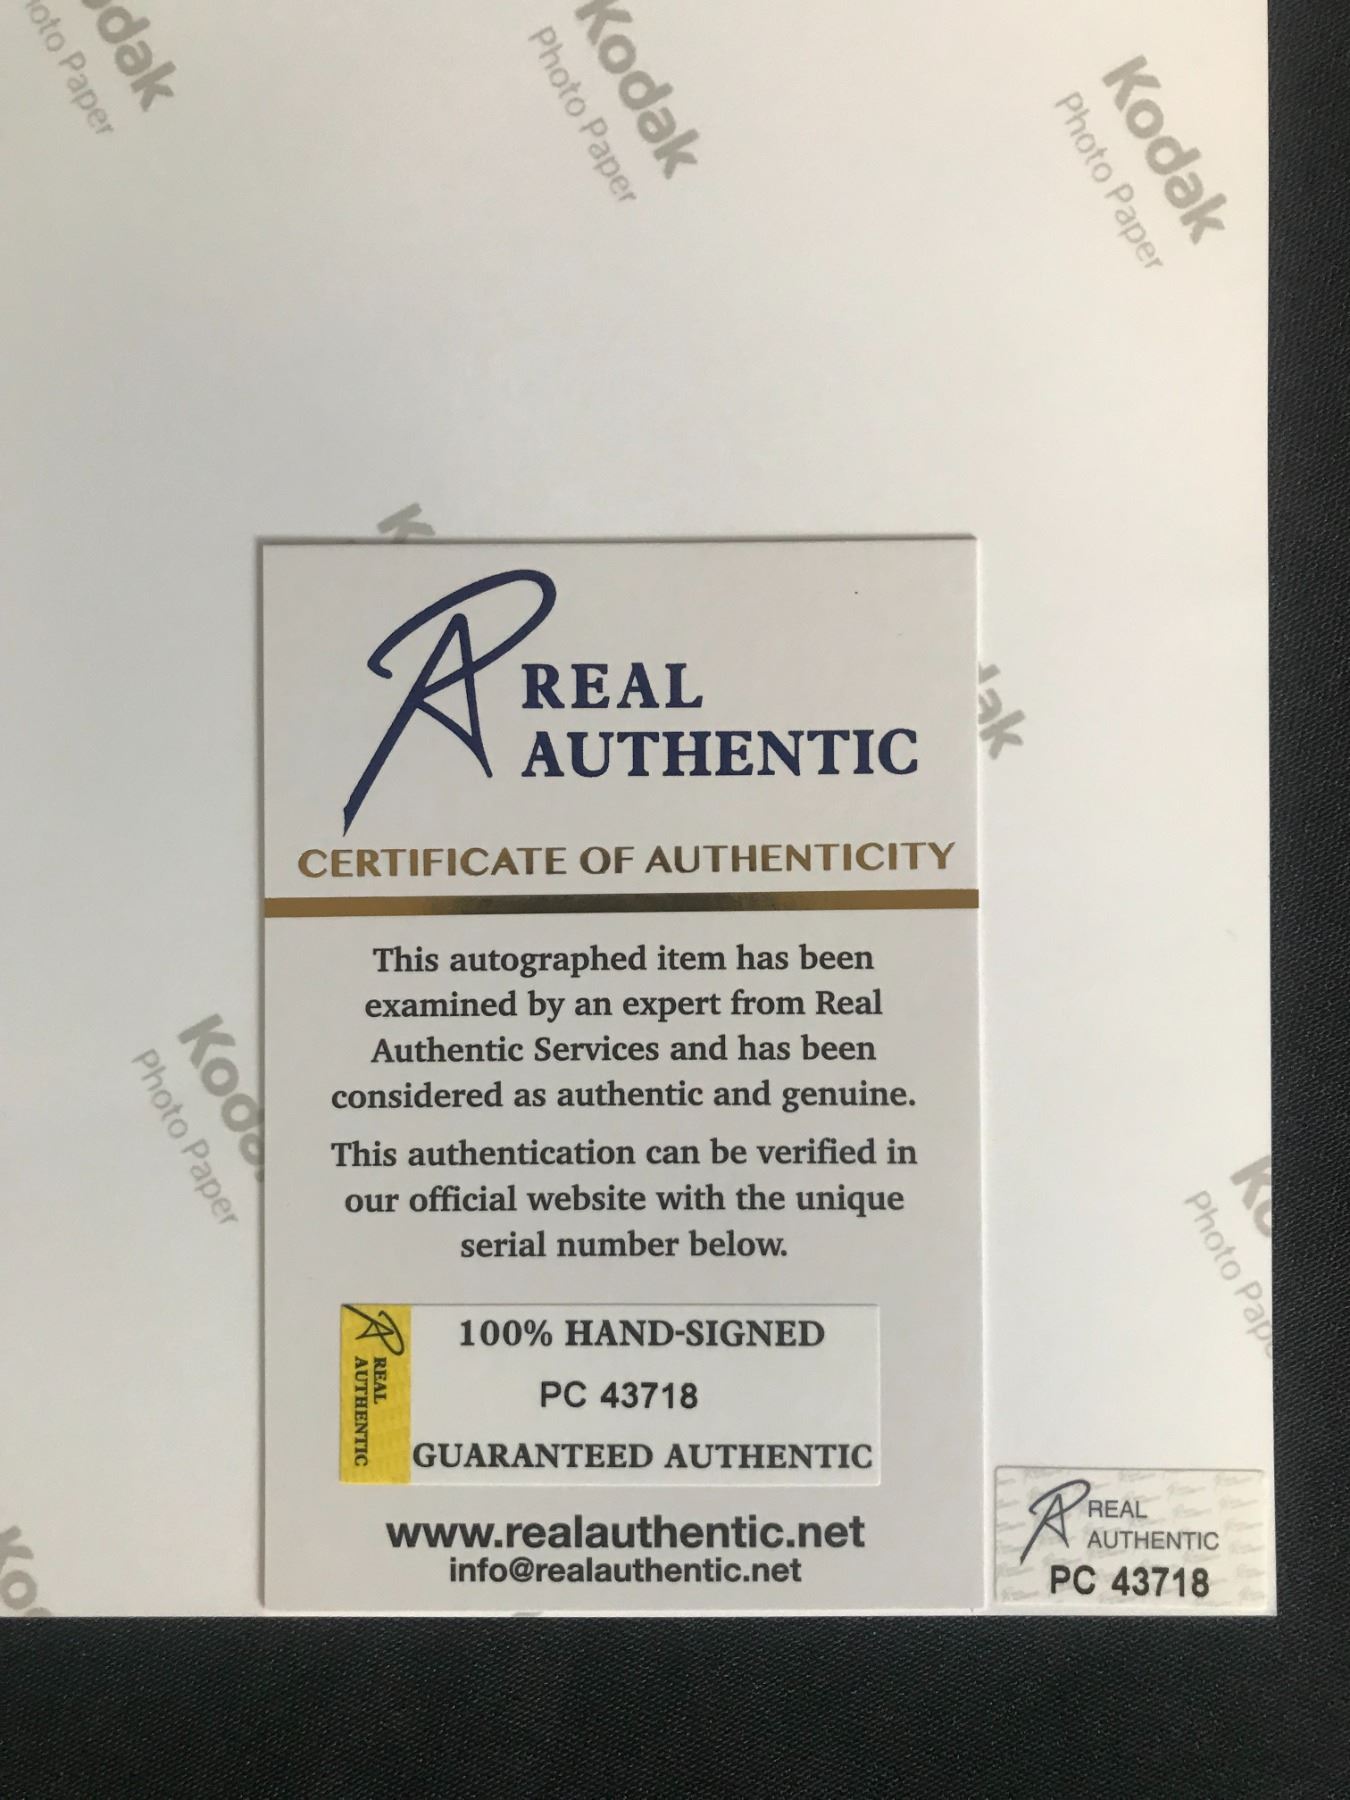 Kodak
Photo Paper
Kodak
Photo Paper
Kodak
Photo Paper
REAL
AUTHENTIC
CERTIFICATE OF AUTHENTICITY
This autographed item has been
examined by an expert from Real
Authentic Services and has been
considered as authentic and genuine.
This authentication can be verified in
our official website with the unique
serial number below.
Kodak
Photo Paper
Photo Pap
REAL
AUTHENTIC
100% HAND-SIGNED
PC 43718
GUARANTEED AUTHENTIC
www.realauthentic.net
info@realauthentic.net
REAL
AUTHENTIC
PC 43718